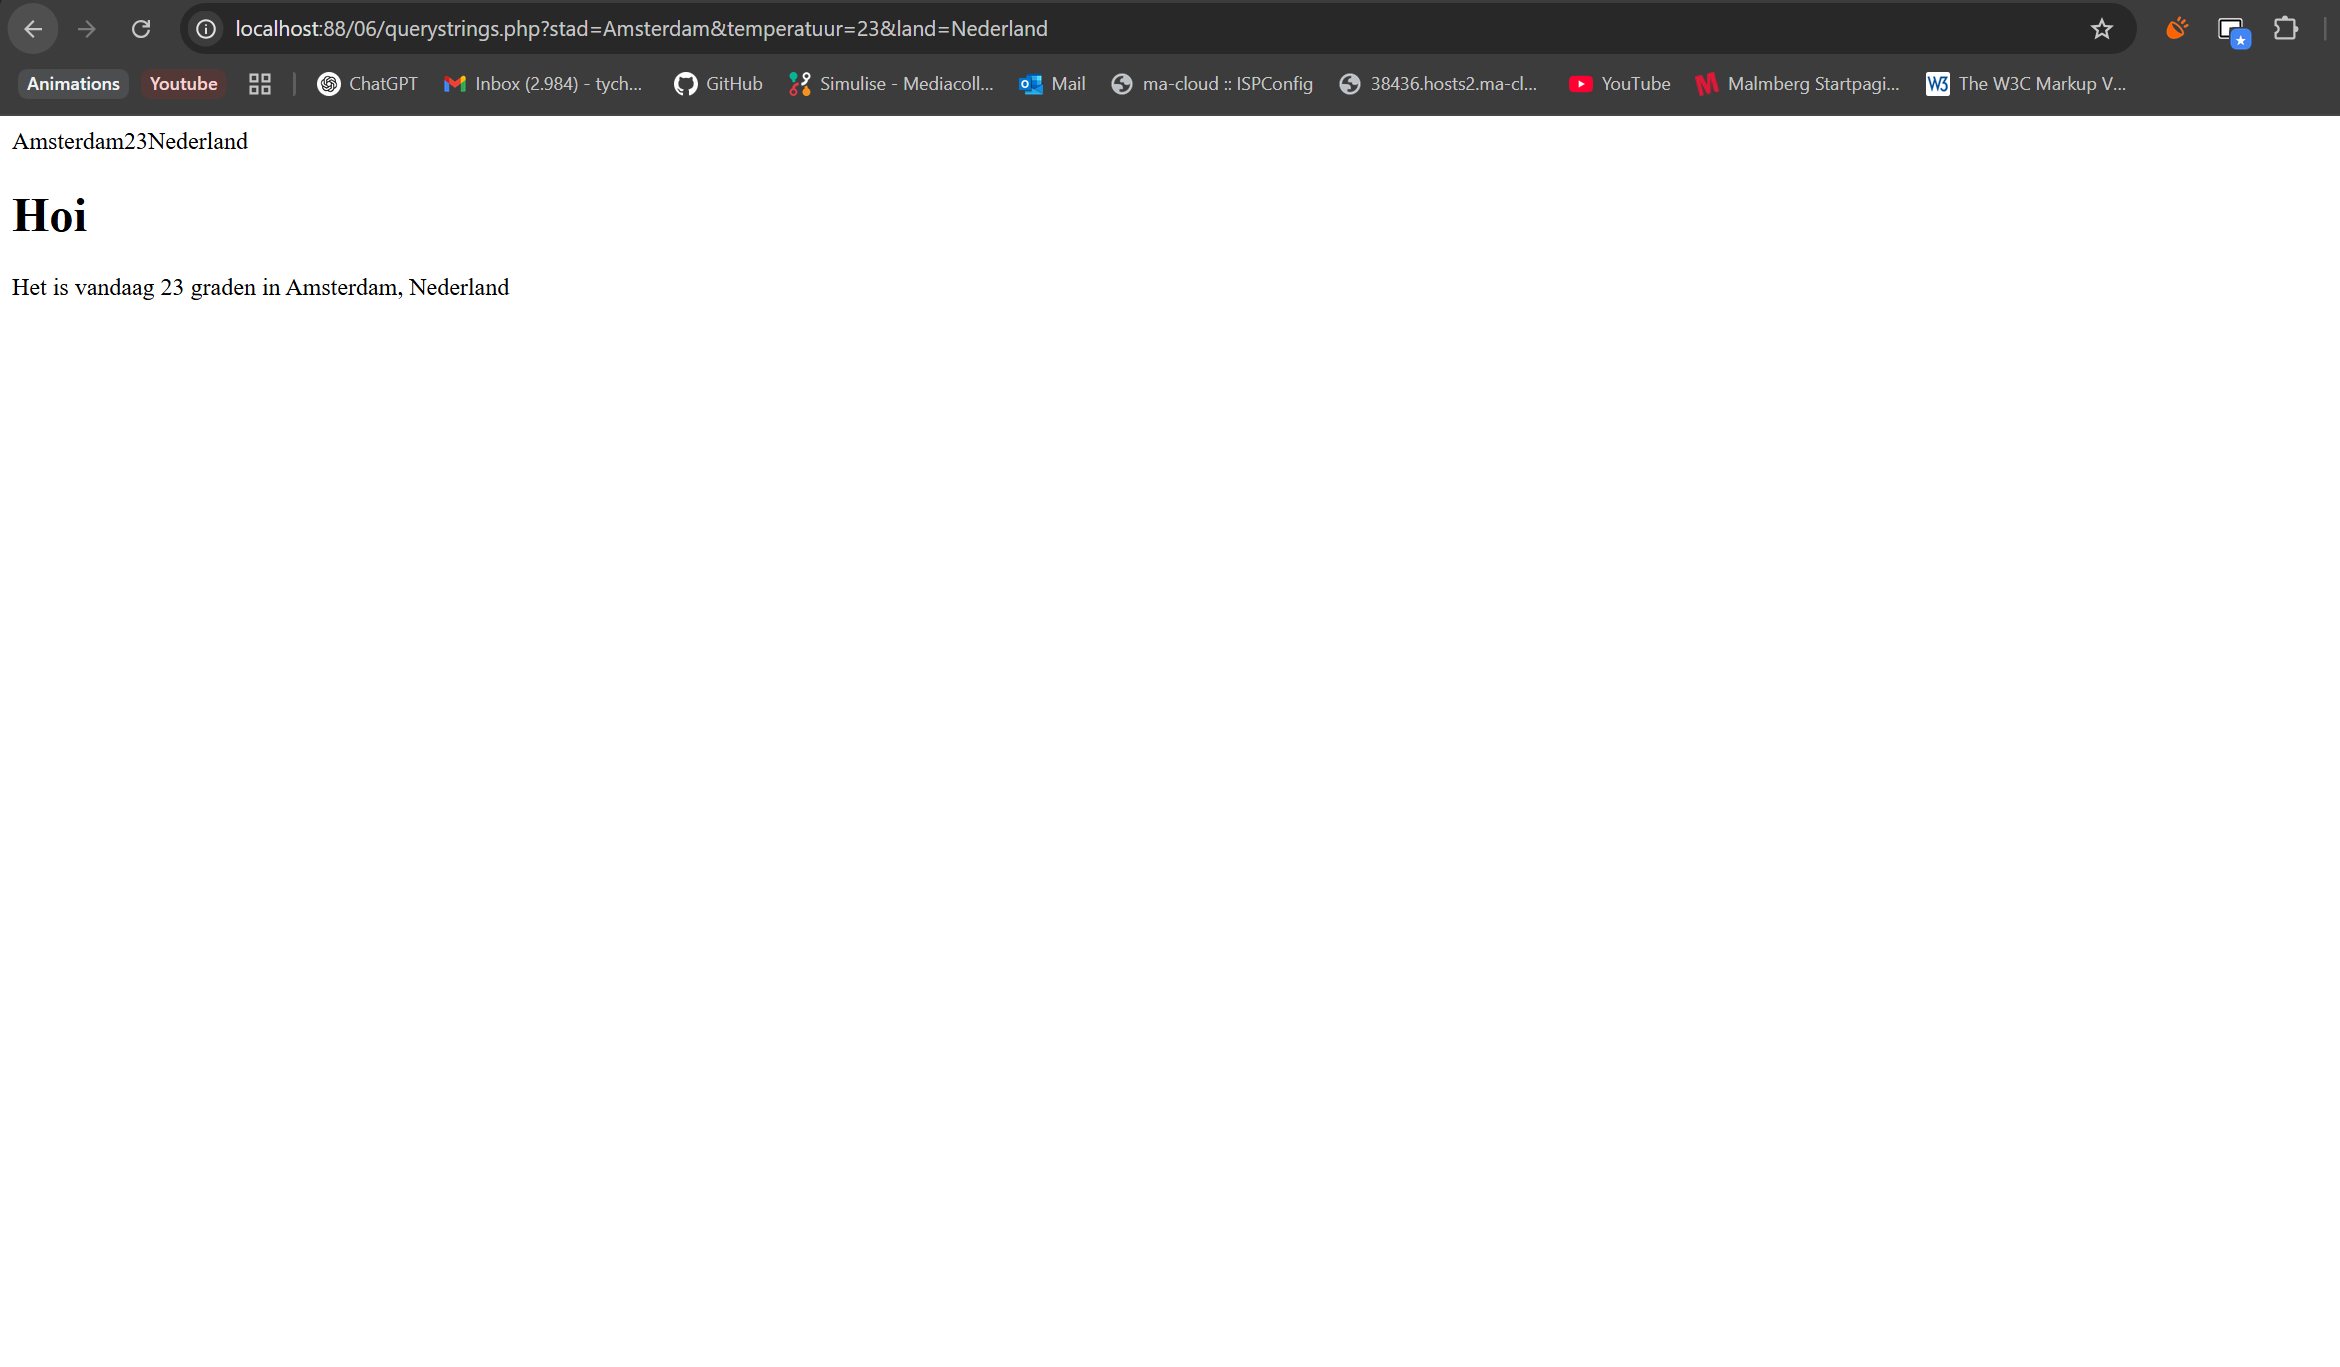 localhost:88/06/querystrings.php?stad=Amsterdam&temperatuur=23&land=Nederland
Animations Youtube ChatGPT Inbox (2.984) - tych... GitHub Simulise - Mediacoll... Mail ma-cloud :: ISPConfig 38436.hosts2.ma-cl... YouTube Malmberg Startpagi... W3 The W3C Markup V...
Amsterdam23Nederland
Hoi
Het is vandaag 23 graden in Amsterdam, Nederland